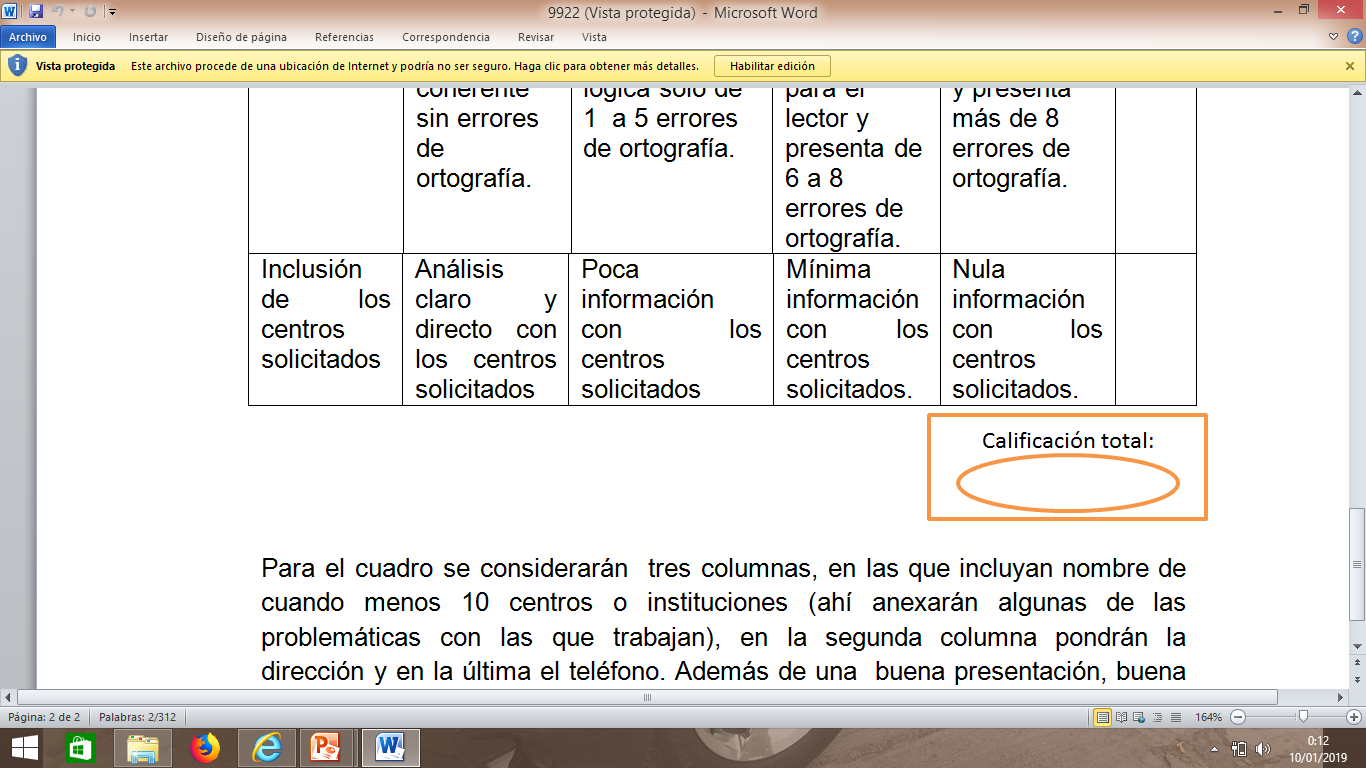 9922 (Vista protegida) - Microsoft Word
Archivo Inicio Insertar Diseño de página Referencias Correspondencia Revisar Vista
Vista protegida Este archivo procede de una ubicación de Internet y podría no ser seguro. Haga clic para obtener más detalles. Habilitar edición
coherente
sin errores
de
ortografía.
lógica solo de
1 a 5 errores
de ortografía.
para el
lector y
presenta de
6 a 8
errores de
ortografía.
y presenta
más de 8
errores de
ortografía.
Inclusión
de los
centros
solicitados
Análisis
claro y
directo con
los centros
solicitados
Poca
información
con los
centros
solicitados
Mínima
información
con los
centros
solicitados.
Nula
información
con los
centros
solicitados.
Calificación total:
Para el cuadro se considerarán tres columnas, en las que incluyan nombre de
cuando menos 10 centros o instituciones (ahí anexarán algunas de las
problemáticas con las que trabajan), en la segunda columna pondrán la
dirección y en la última el teléfono. Además de una buena presentación, buena
Página: 2 de 2 Palabras: 2/312 164%
0:12
10/01/2019